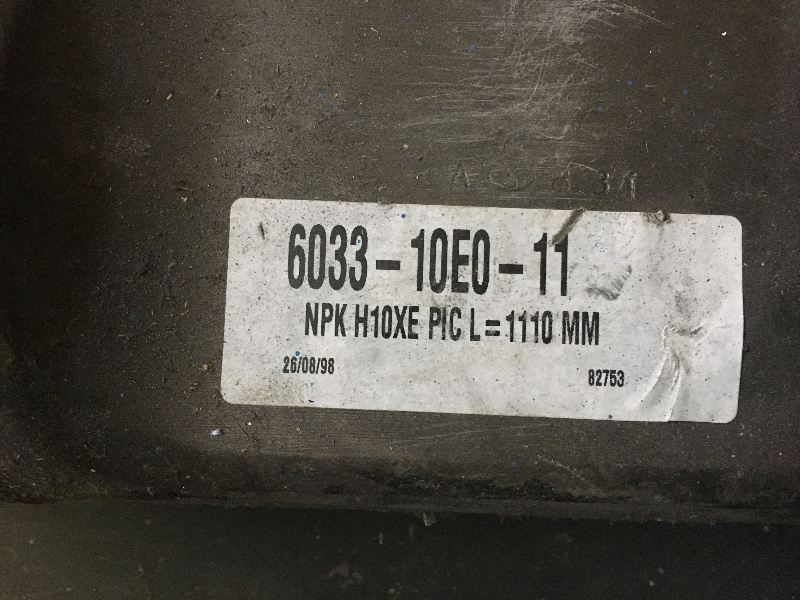 6033-10E0-11
NPK H10XE PIC L=1110 MM
26/08/98 82753